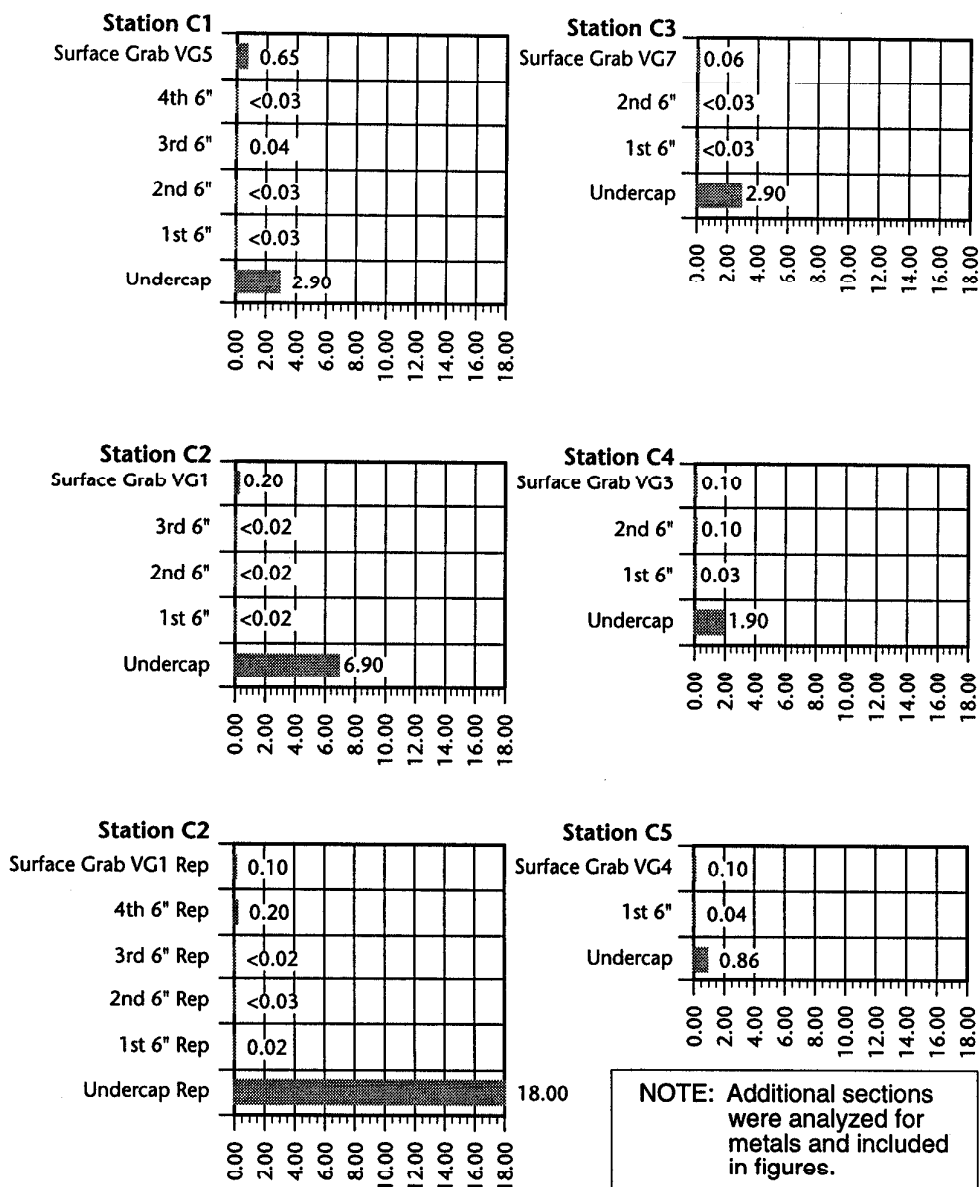 Station C1
Surface Grab VG5 0.65
4th 6" <0.03
3rd 6" 0.04
2nd 6" <0.03
1st 6" <0.03
Undercap 2.90
0.00 2.00 4.00 6.00 8.00 10.00 12.00 14.00 16.00 18.00
Station C2
Surface Grab VG1 0.20
3rd 6" <0.02
2nd 6" <0.02
1st 6" <0.02
Undercap 6.90
0.00 2.00 4.00 6.00 8.00 10.00 12.00 14.00 16.00 18.00
Station C2
Surface Grab VG1 Rep 0.10
4th 6" Rep 0.20
3rd 6" Rep <0.02
2nd 6" Rep <0.03
1st 6" Rep 0.02
Undercap Rep 18.00
0.00 2.00 4.00 6.00 8.00 10.00 12.00 14.00 16.00 18.00
Station C3
Surface Grab VG7 0.06
2nd 6" <0.03
1st 6" <0.03
Undercap 2.90
0.00 2.00 4.00 6.00 8.00 10.00 12.00 14.00 16.00 18.00
Station C4
Surface Grab VG3 0.10
2nd 6" 0.10
1st 6" 0.03
Undercap 1.90
0.00 2.00 4.00 6.00 8.00 10.00 12.00 14.00 16.00 18.00
Station C5
Surface Grab VG4 0.10
1st 6" 0.04
Undercap 0.86
0.00 2.00 4.00 6.00 8.00 10.00 12.00 14.00 16.00 18.00
NOTE: Additional sections
were analyzed for
metals and included
in figures.